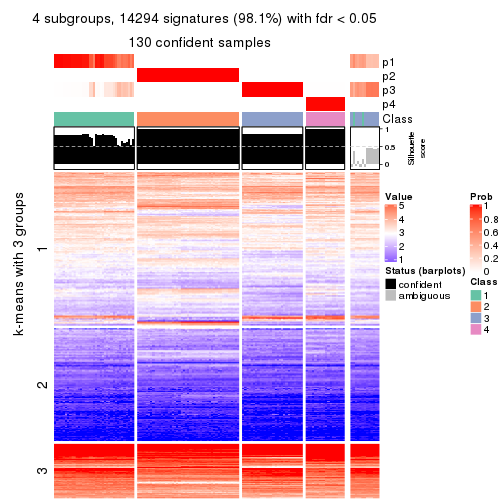 4 subgroups, 14294 signatures (98.1%) with fdr < 0.05
130 confident samples
p1
p2
p3
p4
Class
1
0.5
0
Silhouette
score
k-means with 3 groups
1
2
3
Value
5
4
3
2
1
Status (barplots)
confident
ambiguous
Prob
1
0.8
0.6
0.4
0.2
0
Class
1
2
3
4